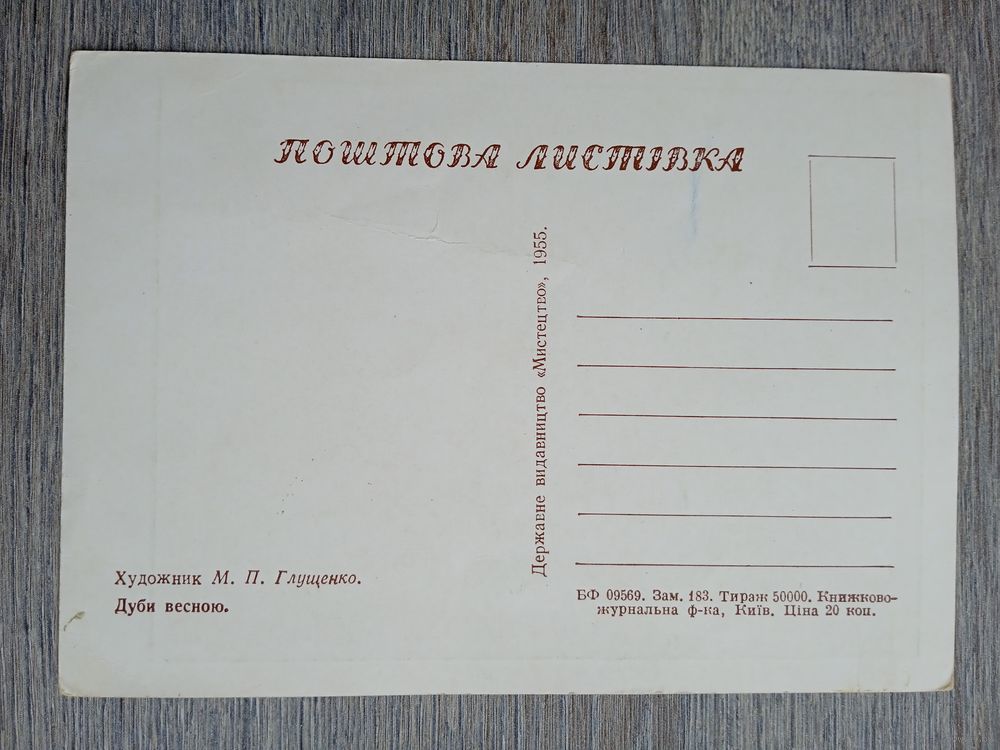 ПОШТОВА ЛИСТІВКА
Державне видавництво «Мистецтво», 1955.
Художник М. П. Глущенко.
Дуби весною.
БФ 09569. Зам. 183. Тираж 50000. Книжково-
журнальна ф-ка, Київ. Ціна 20 коп.